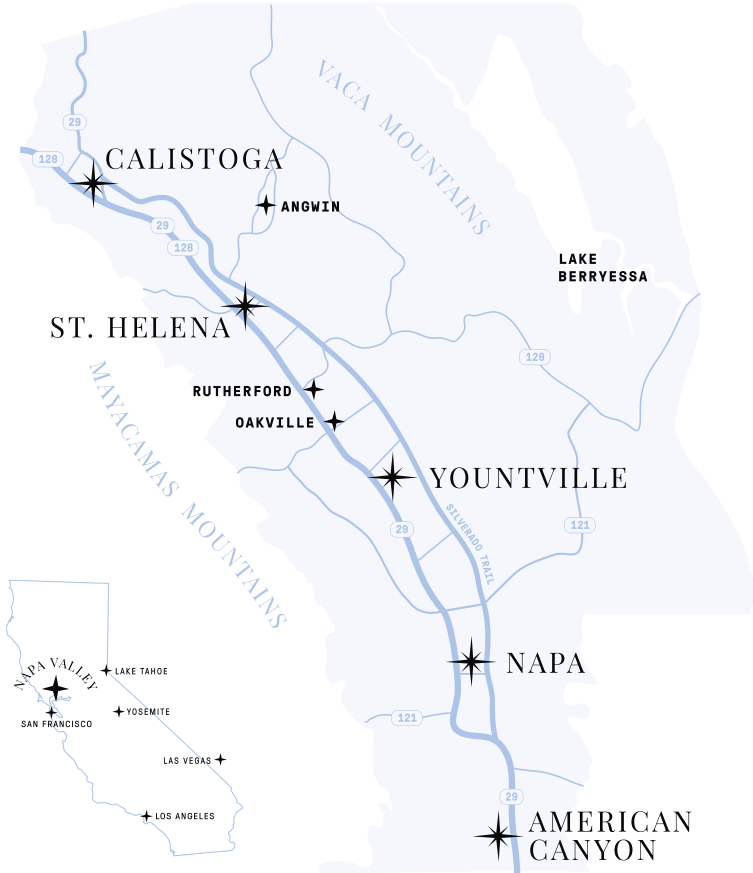 VACA MOUNTAINS
29
128
CALISTOGA
ANGWIN
29
128
LAKE
BERRYESSA
ST. HELENA
128
RUTHERFORD
OAKVILLE
MAYACAMAS MOUNTAINS
YOUNTVILLE
SILVERADO TRAIL
29
121
NAPA
121
29
AMERICAN
CANYON
NAPA VALLEY
LAKE TAHOE
YOSEMITE
SAN FRANCISCO
LAS VEGAS
LOS ANGELES